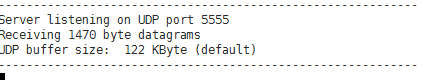 ------------------------------------------------------------
Server listening on UDP port 5555
Receiving 1470 byte datagrams
UDP buffer size:  122 KByte (default)
------------------------------------------------------------